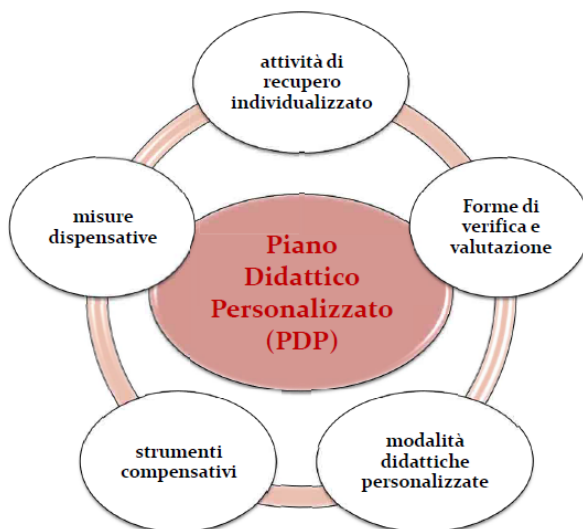 attività di
recupero
individualizzato
misure
dispensative
Forme di
verifica e
valutazione
Piano
Didattico
Personalizzato
(PDP)
strumenti
compensativi
modalità
didattiche
personalizzate